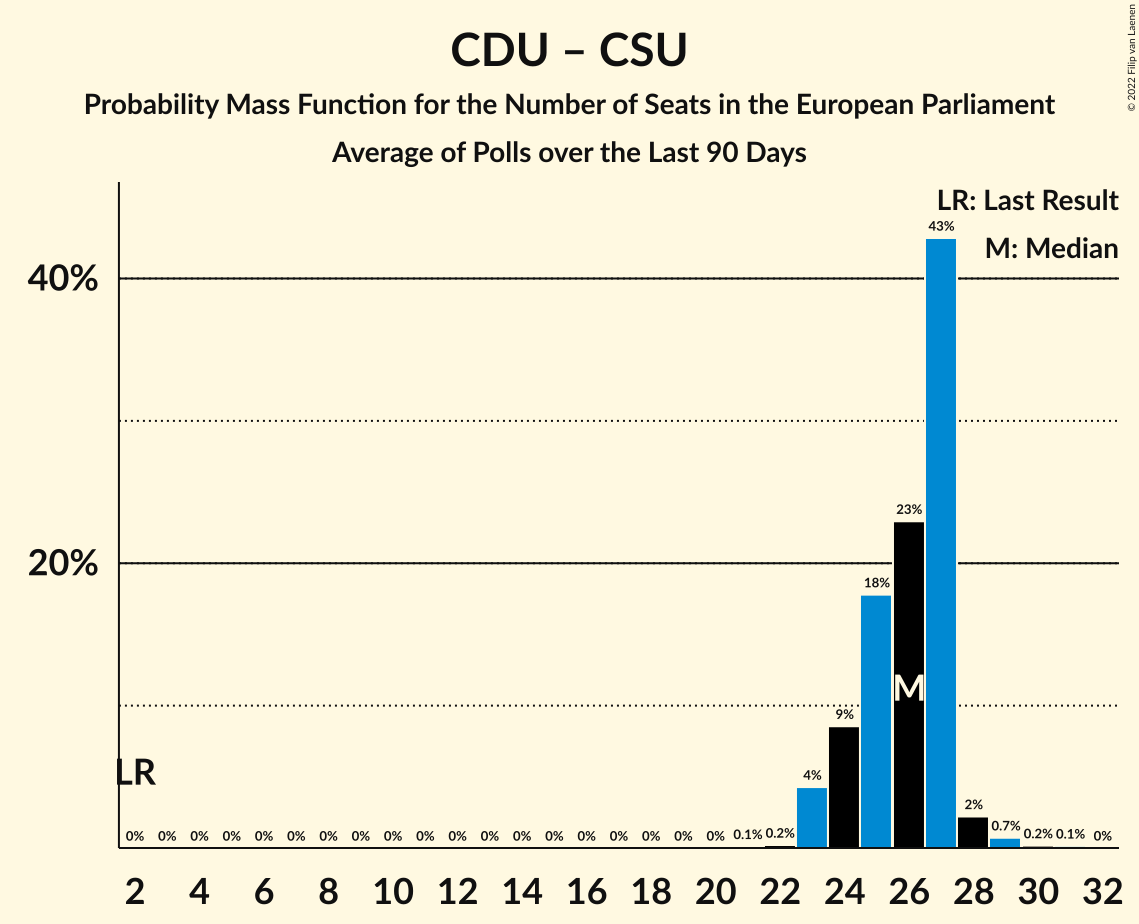 CDU – CSU
Probability Mass Function for the Number of Seats in the European Parliament
Average of Polls over the Last 90 Days
© 2022 Filip van Laenen
LR: Last Result
M: Median
43%
40%
23%
20%
18%
M
9%
LR
4%
2%
0% 0% 0% 0% 0% 0% 0% 0% 0% 0% 0% 0% 0% 0% 0% 0% 0% 0% 0% 0.1% 0.2% 0.7% 0.2% 0.1% 0%
2 4 6 8 10 12 14 16 18 20 22 24 26 28 30 32